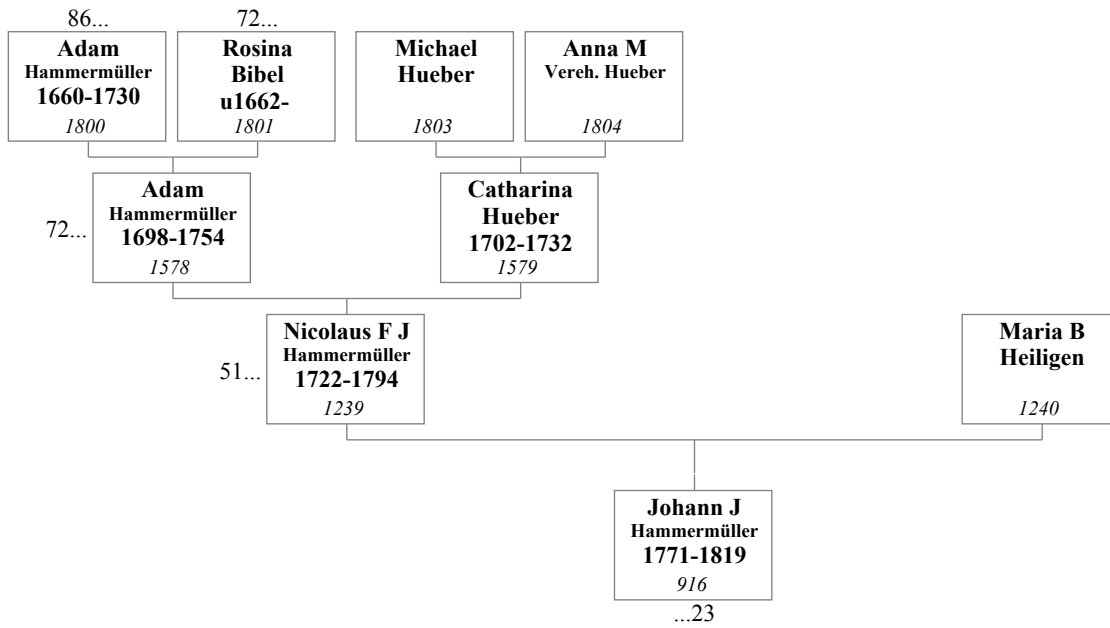 86...
72...
Adam
Hammermüller
1660-1730
1800
Rosina
Bibel
u1662-
1801
Michael
Hueber
1803
Anna M
Vereh. Hueber
1804
72...
Adam
Hammermüller
1698-1754
1578
Catharina
Hueber
1702-1732
1579
51...
Nicolaus F J
Hammermüller
1722-1794
1239
Maria B
Heiligen
1240
Johann J
Hammermüller
1771-1819
916
...23